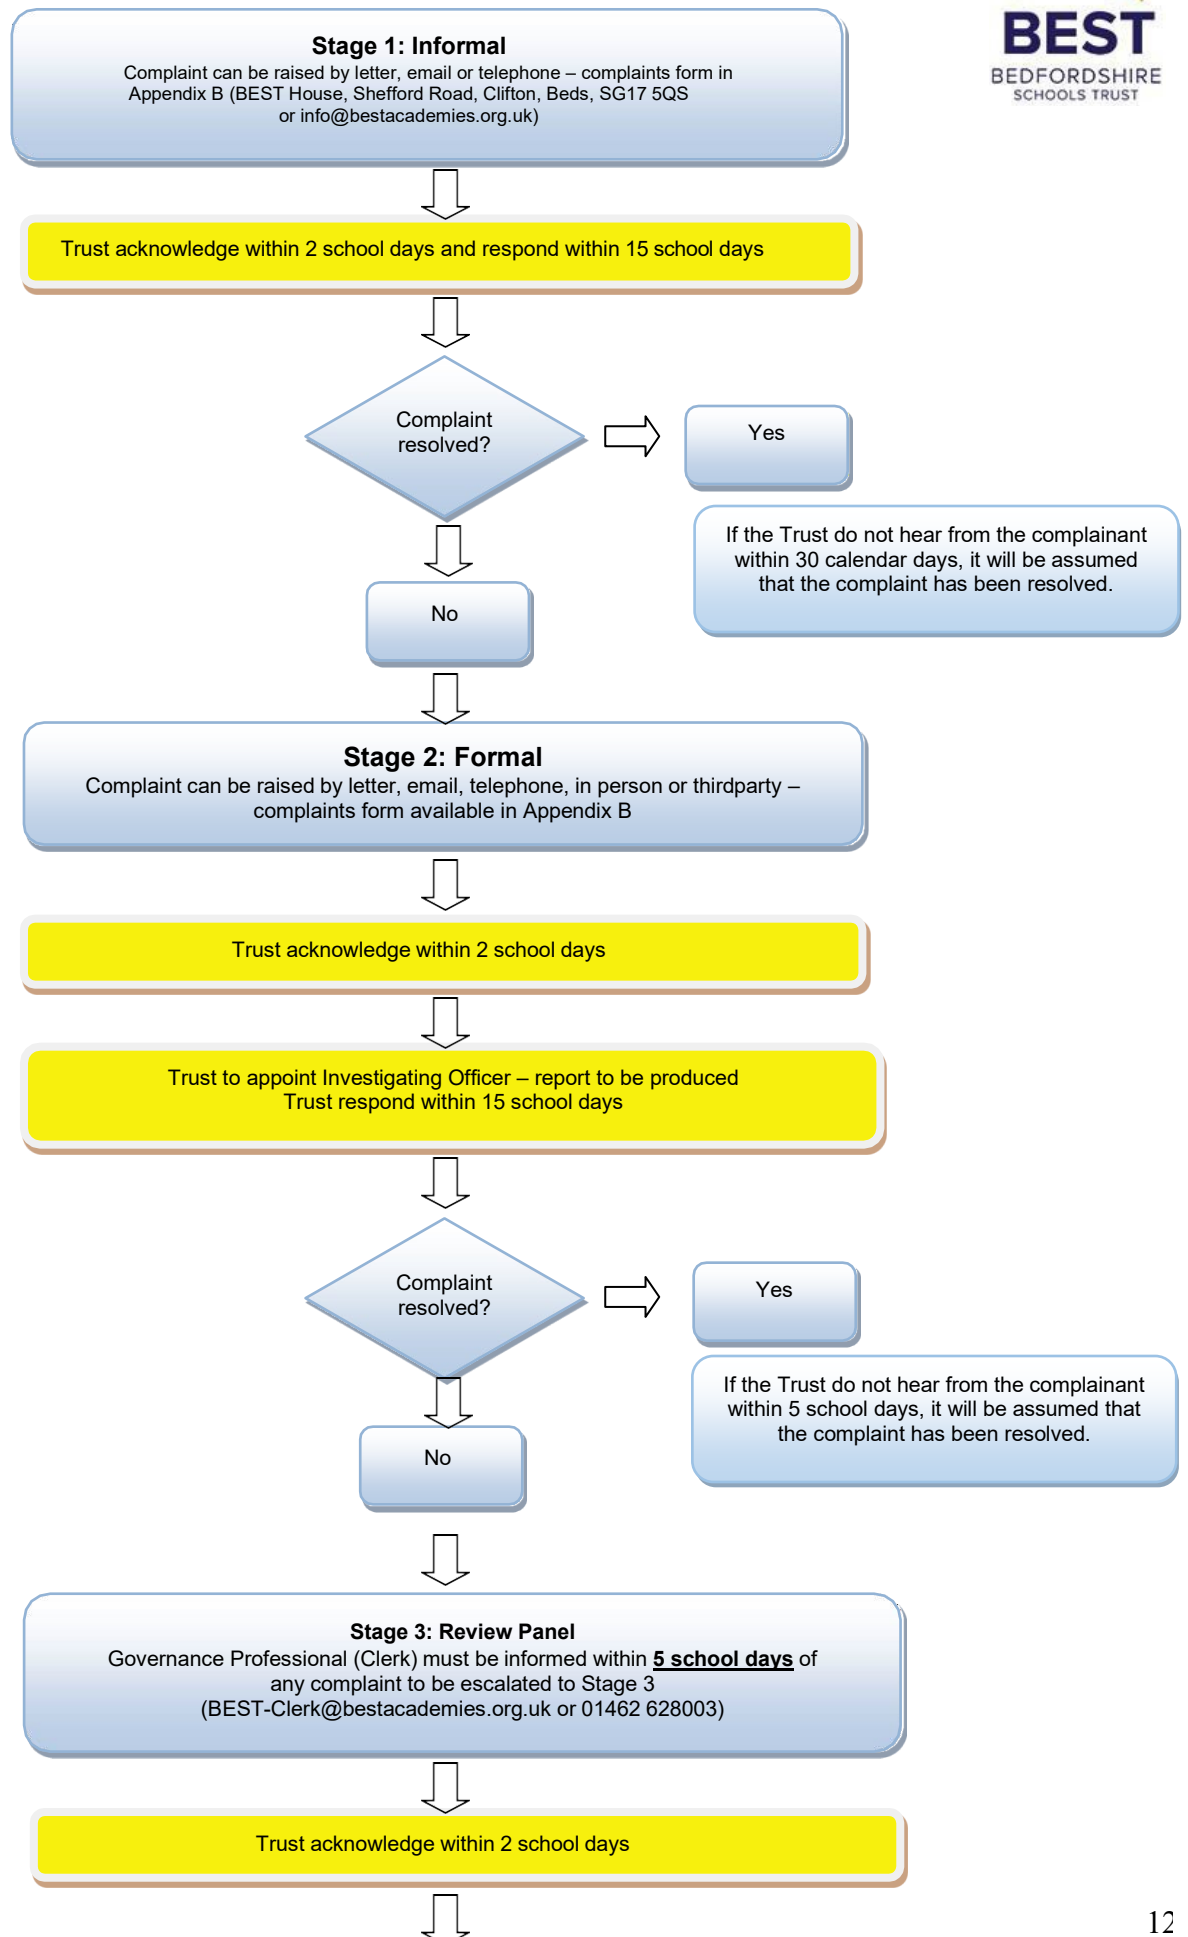 BEST
BEDFORDSHIRE
SCHOOLS TRUST
Stage 1: Informal
Complaint can be raised by letter, email or telephone – complaints form in
Appendix B (BEST House, Shefford Road, Clifton, Beds, SG17 5QS
or info@bestacademies.org.uk)
Trust acknowledge within 2 school days and respond within 15 school days
Complaint
resolved?
Yes
If the Trust do not hear from the complainant
within 30 calendar days, it will be assumed
that the complaint has been resolved.
No
Stage 2: Formal
Complaint can be raised by letter, email, telephone, in person or thirdparty –
complaints form available in Appendix B
Trust acknowledge within 2 school days
Trust to appoint Investigating Officer – report to be produced
Trust respond within 15 school days
Complaint
resolved?
Yes
If the Trust do not hear from the complainant
within 5 school days, it will be assumed that
the complaint has been resolved.
No
Stage 3: Review Panel
Governance Professional (Clerk) must be informed within 5 school days of
any complaint to be escalated to Stage 3
(BEST-Clerk@bestacademies.org.uk or 01462 628003)
Trust acknowledge within 2 school days
12